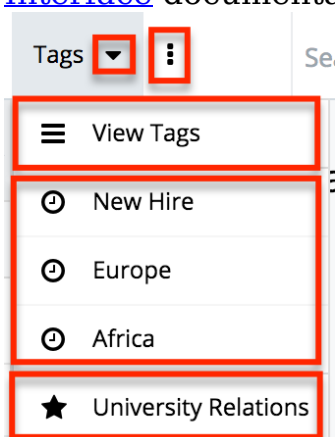 Tags
View Tags
New Hire
Europe
Africa
University Relations